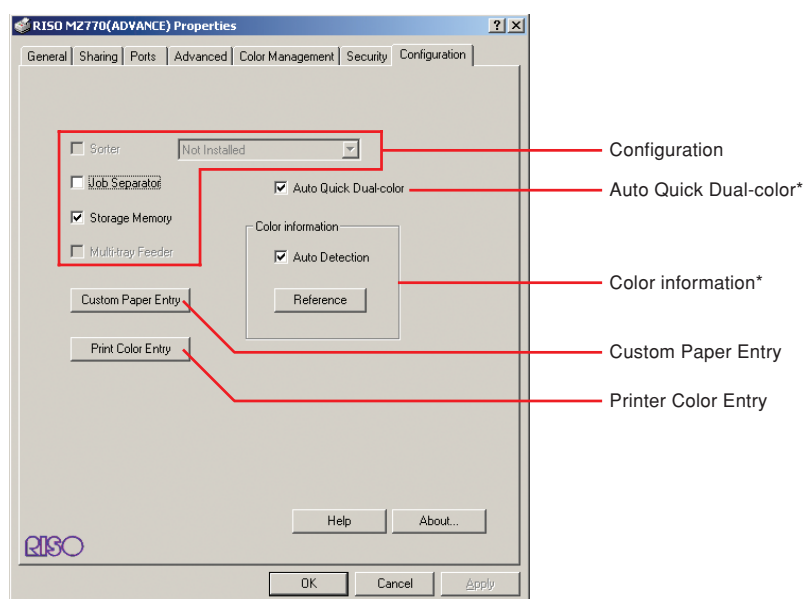 RISO MZ770(ADVANCE) Properties
General Sharing Ports Advanced Color Management Security Configuration
Sorter Not Installed
Configuration
Job Separator Auto Quick Dual-color
Auto Quick Dual-color*
Storage Memory
Color information
Multi-tray Feeder Auto Detection
Color information*
Custom Paper Entry Reference
Custom Paper Entry
Print Color Entry
Printer Color Entry
Help About...
RISO
OK Cancel Apply